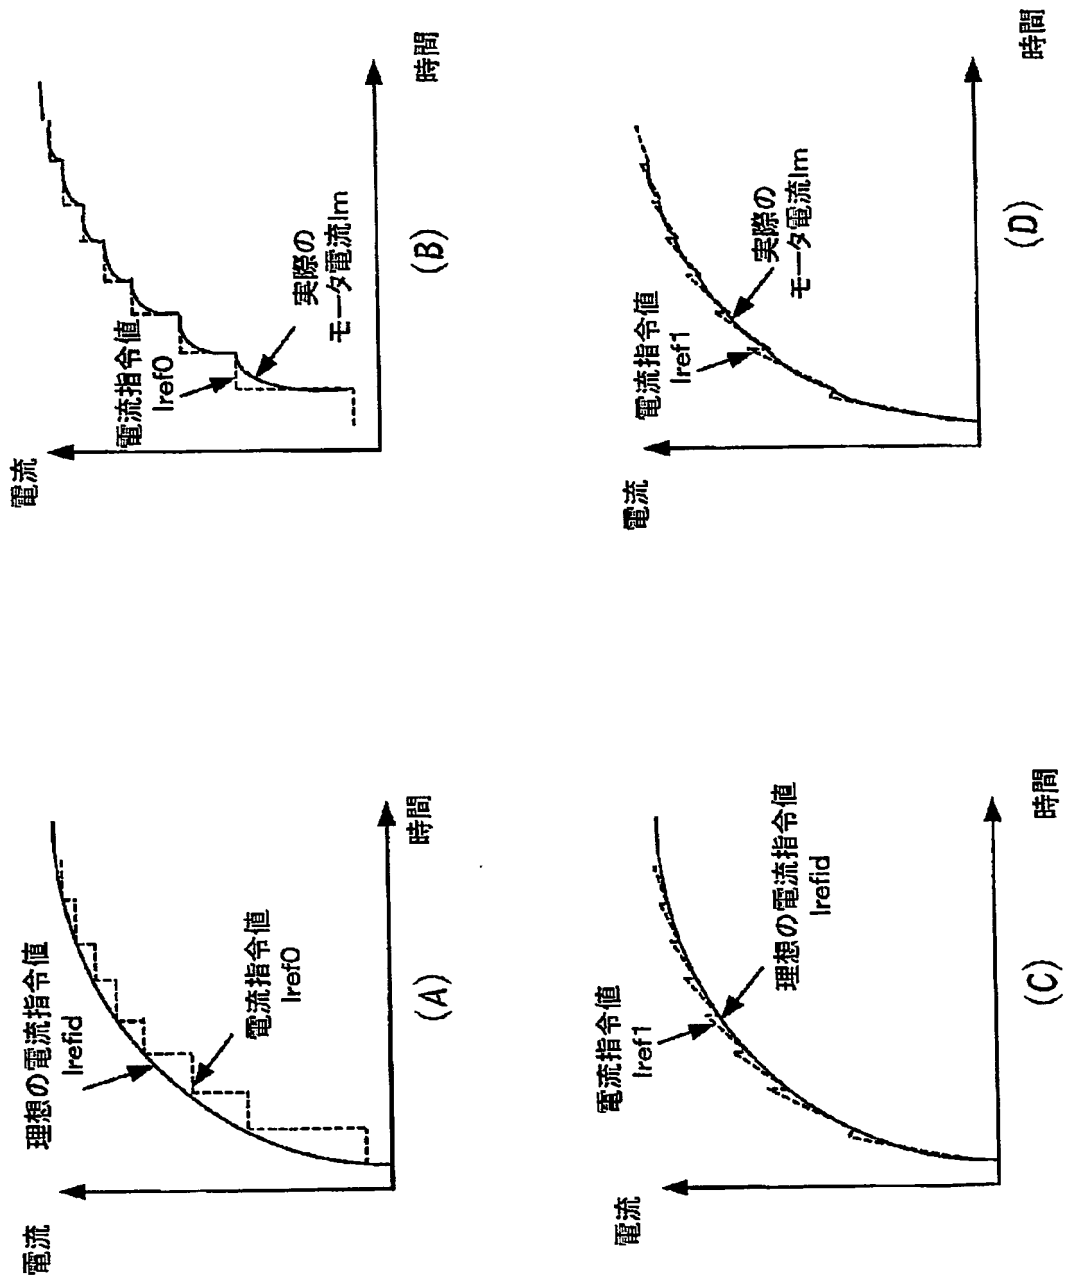 電流
理想の電流指令値
Irefid
電流指令値
Iref0
時間
(A)
電流
電流指令値
Iref0
実際の
モータ電流Im
時間
(B)
電流
電流指令値
Iref1
理想の電流指令値
Irefid
時間
(C)
電流
電流指令値
Iref1
実際の
モータ電流Im
時間
(D)